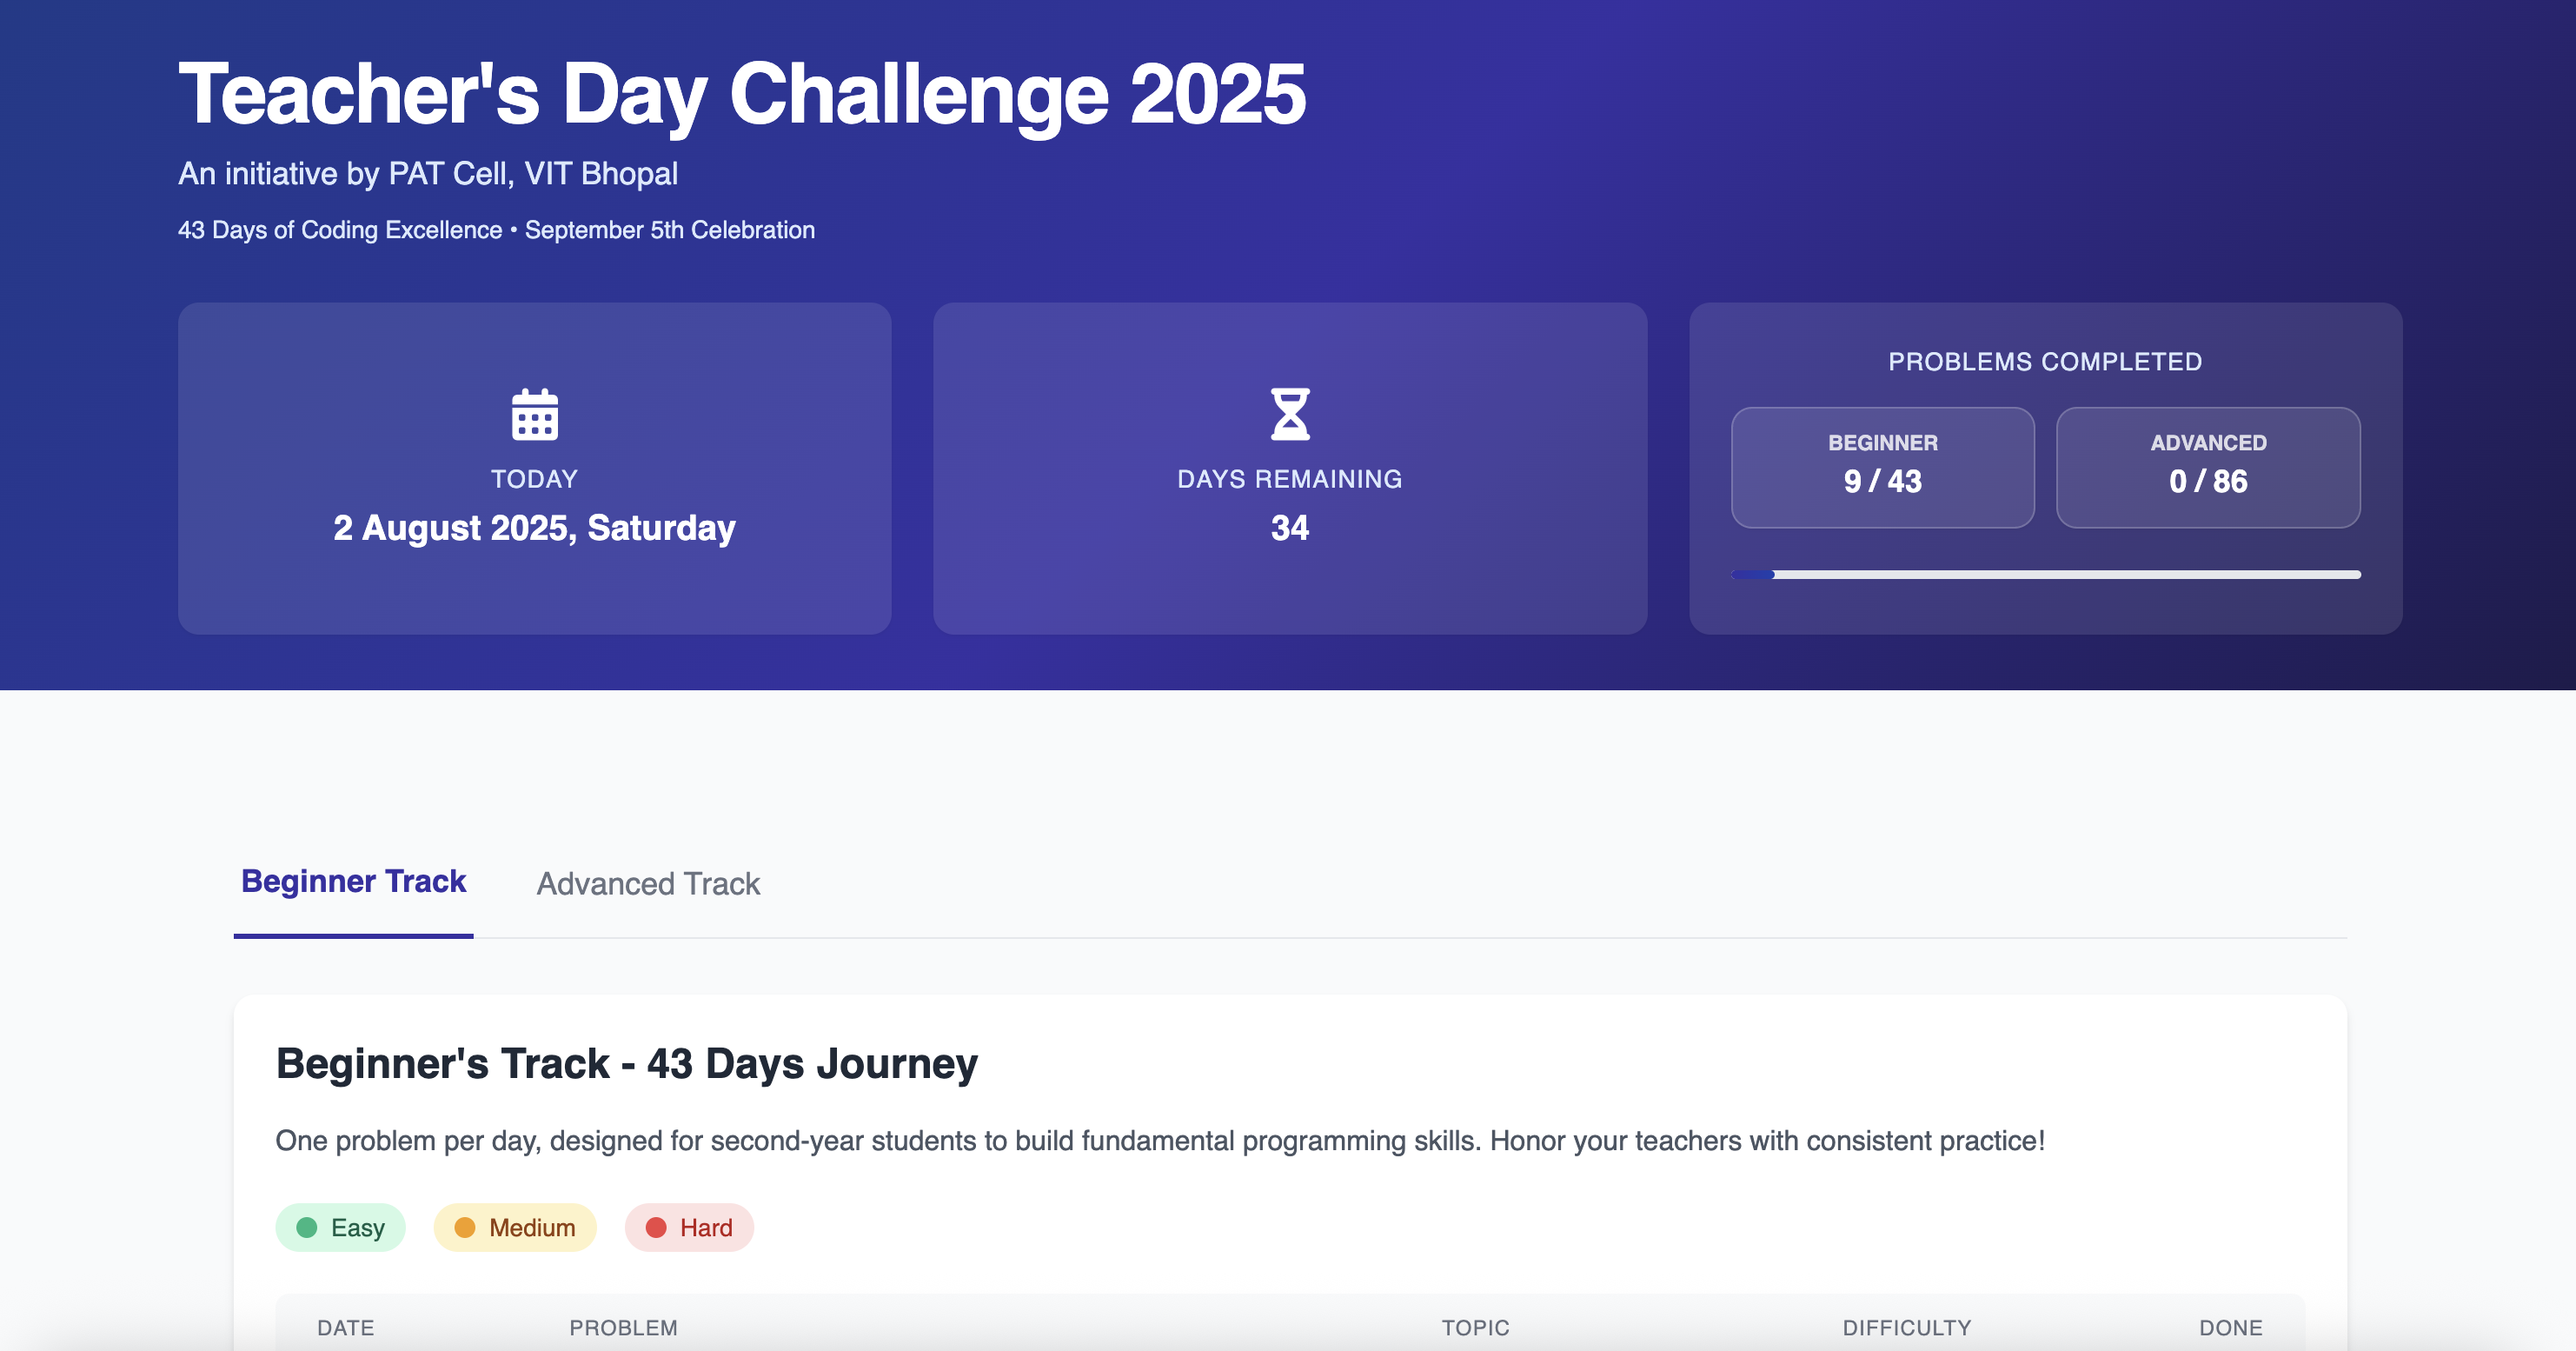 Teacher's Day Challenge 2025
An initiative by PAT Cell, VIT Bhopal
43 Days of Coding Excellence • September 5th Celebration
TODAY
2 August 2025, Saturday
DAYS REMAINING
34
PROBLEMS COMPLETED
BEGINNER
9 / 43
ADVANCED
0 / 86
Beginner Track
Advanced Track
Beginner's Track - 43 Days Journey
One problem per day, designed for second-year students to build fundamental programming skills. Honor your teachers with consistent practice!
Easy
Medium
Hard
DATE PROBLEM TOPIC DIFFICULTY DONE